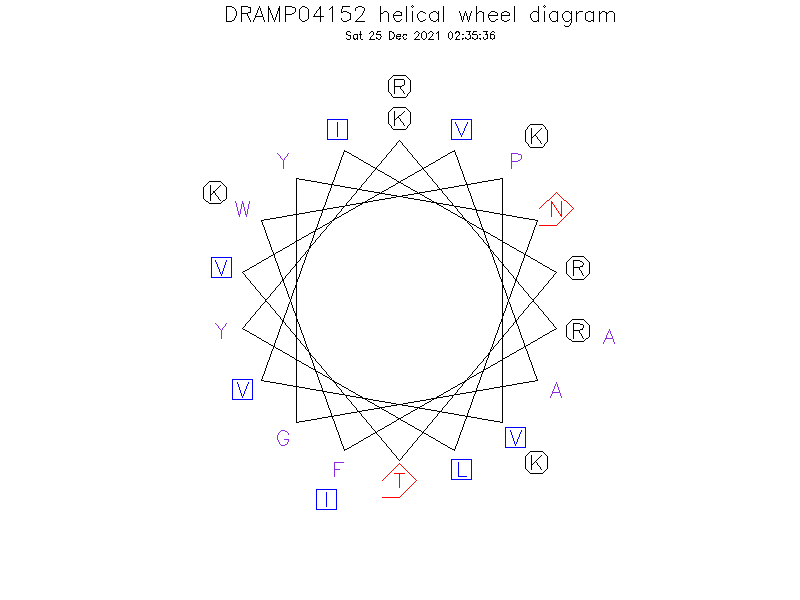 DRAMP04152 helical wheel diagram
Sat 25 Dec 2021 02:35:36
R
K
I V
K
Y P
K
W N
V R
Y R A
V A
G V
K
F L
T
I